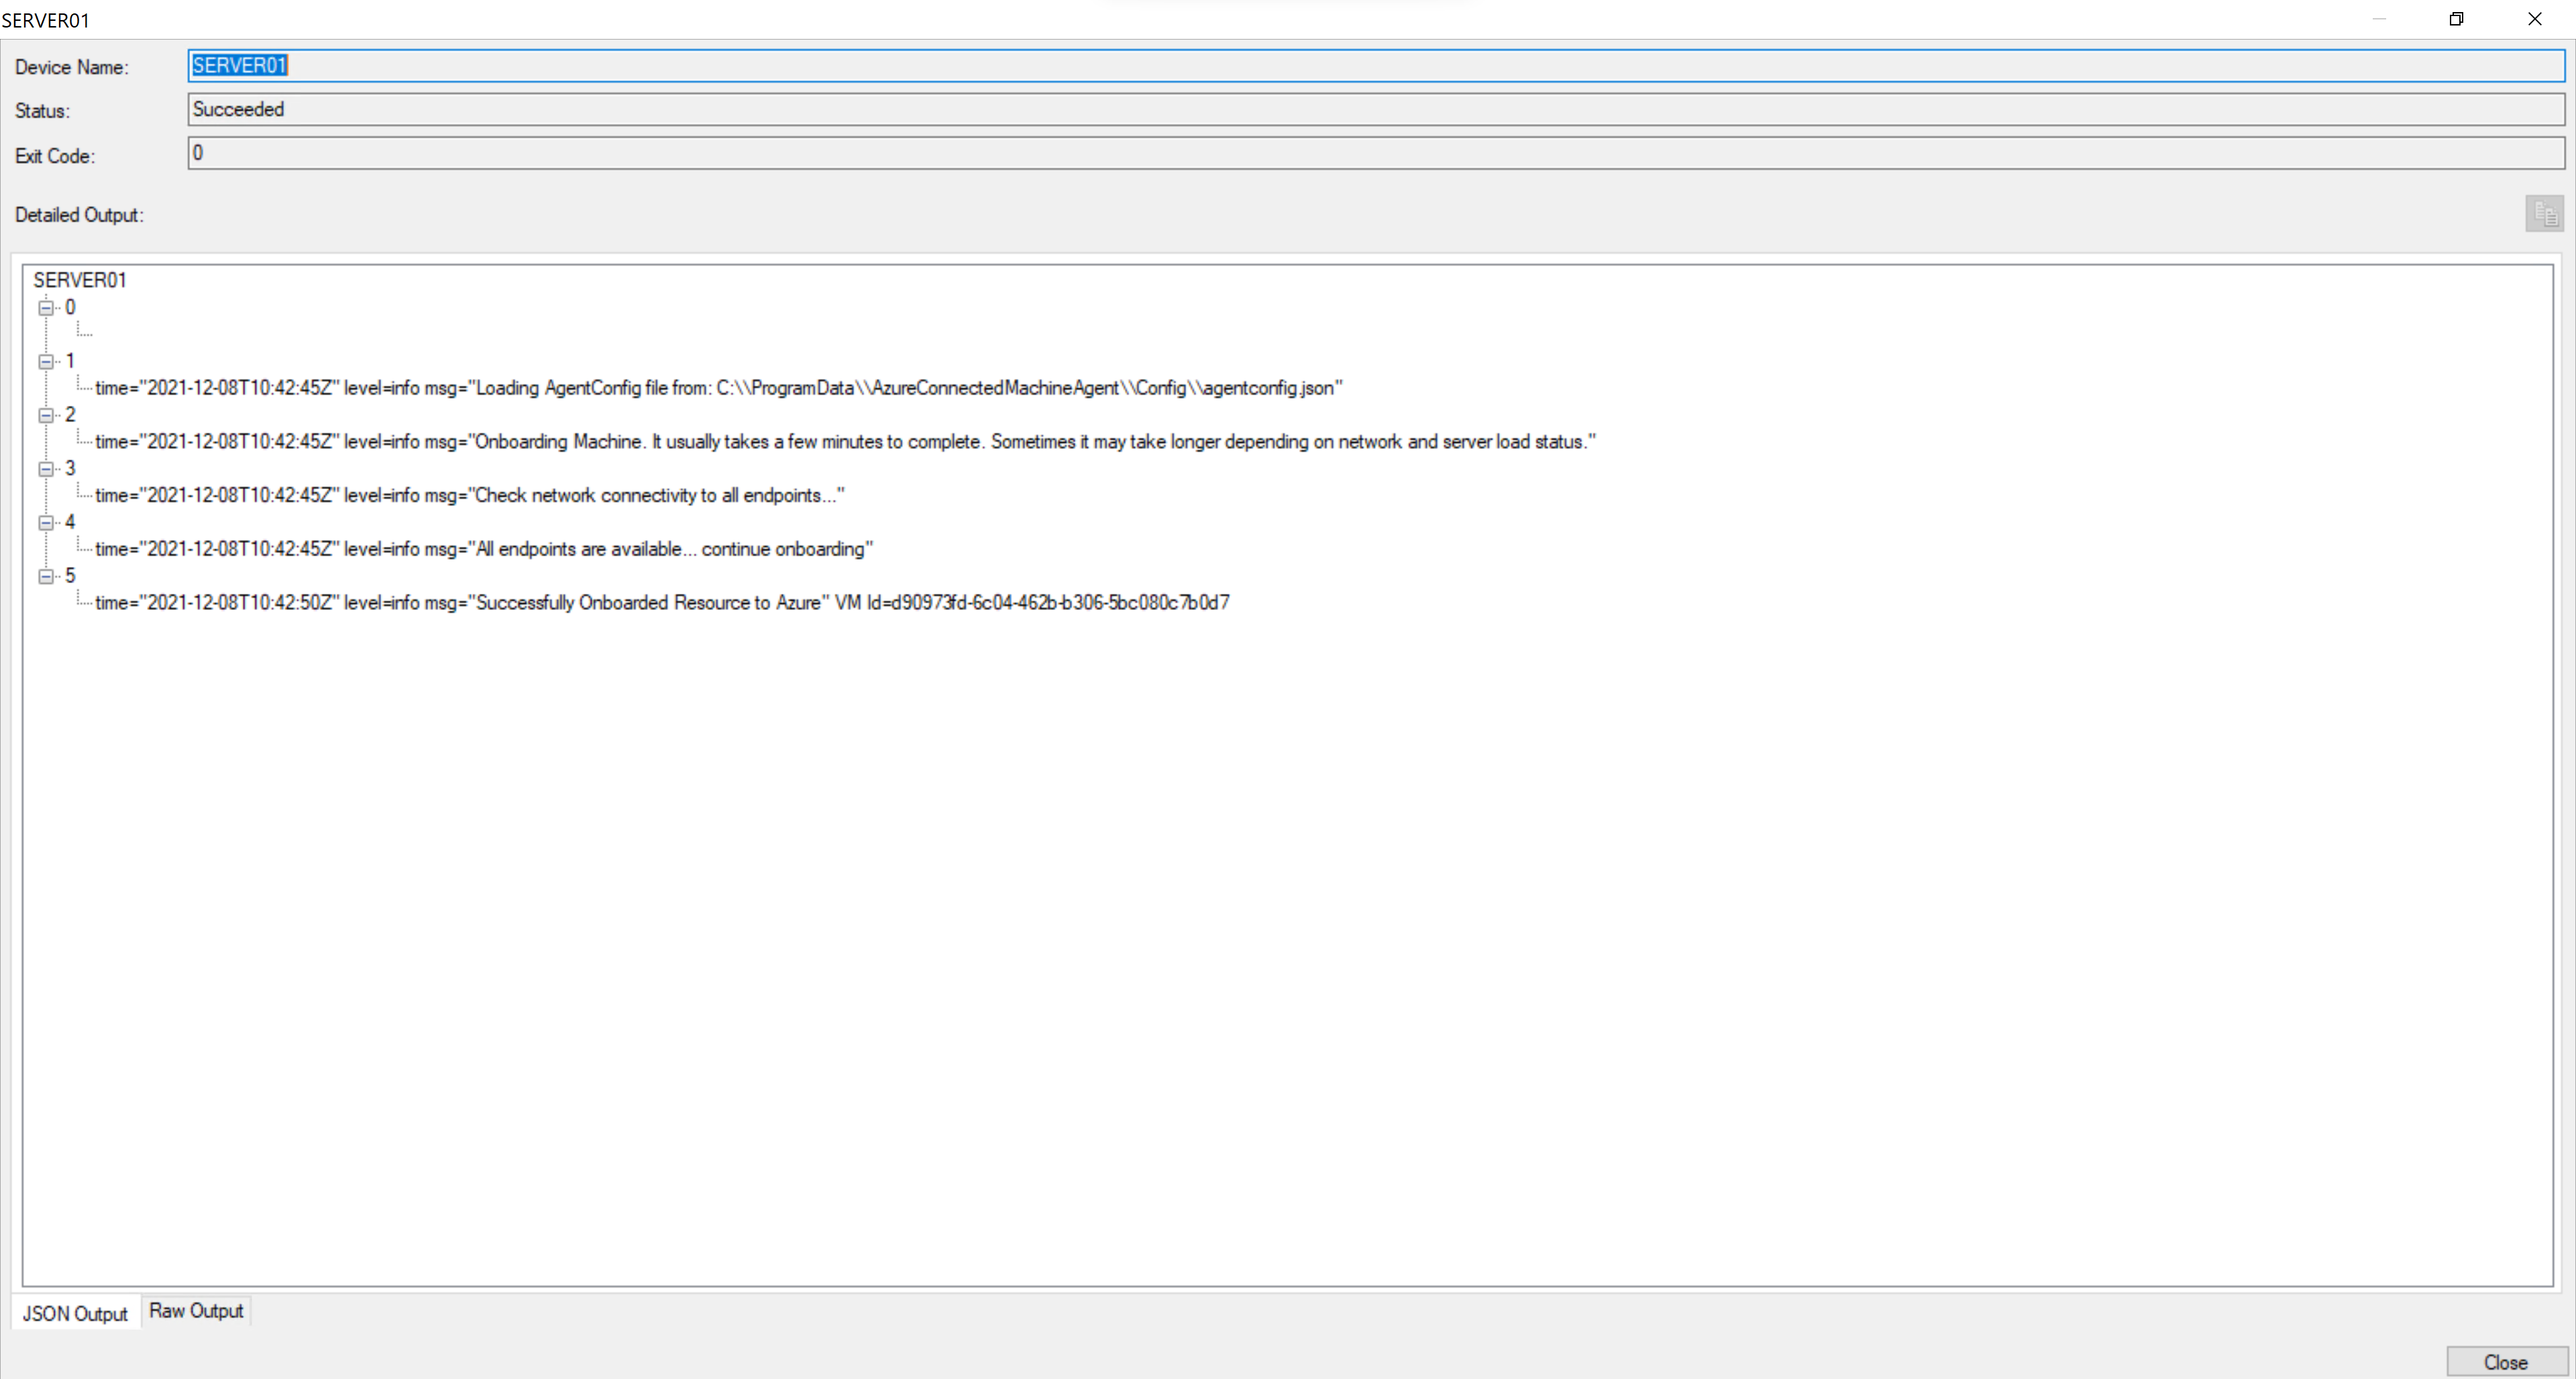 SERVER01
Device Name: SERVER01
Status: Succeeded
Exit Code: 0
Detailed Output:
SERVER01
0
1
time="2021-12-08T10:42:45Z" level=info msg="Loading AgentConfig file from: C:\\ProgramData\\AzureConnectedMachineAgent\\Config\\agentconfig.json"
2
time="2021-12-08T10:42:45Z" level=info msg="Onboarding Machine. It usually takes a few minutes to complete. Sometimes it may take longer depending on network and server load status."
3
time="2021-12-08T10:42:45Z" level=info msg="Check network connectivity to all endpoints..."
4
time="2021-12-08T10:42:45Z" level=info msg="All endpoints are available... continue onboarding"
5
time="2021-12-08T10:42:50Z" level=info msg="Successfully Onboarded Resource to Azure" VM Id=d90973fd-6c04-462b-b306-5bc080c7b0d7
JSON Output Raw Output
Close